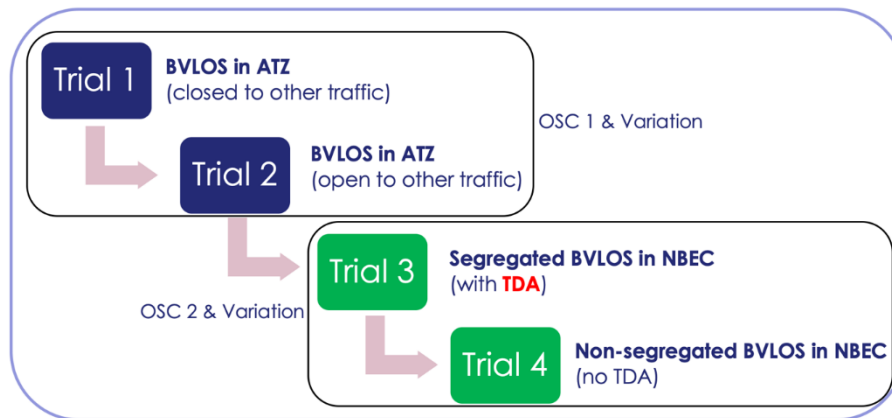 Trial 1
BVLOS in ATZ
(closed to other traffic)
OSC 1 & Variation
Trial 2
BVLOS in ATZ
(open to other traffic)
Trial 3
Segregated BVLOS in NBEC
(with TDA)
OSC 2 & Variation
Trial 4
Non-segregated BVLOS in NBEC
(no TDA)